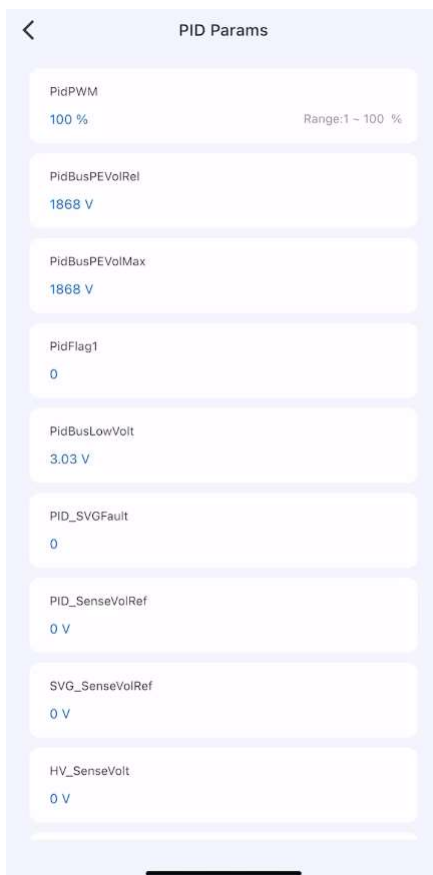 PID Params
PidPWM
100 % Range:1 ~ 100 %
PidBusPEVolRel
1868 V
PidBusPEVolMax
1868 V
PidFlag1
0
PidBusLowVolt
3.03 V
PID_SVGFault
0
PID_SenseVolRef
0 V
SVG_SenseVolRef
0 V
HV_SenseVolt
0 V